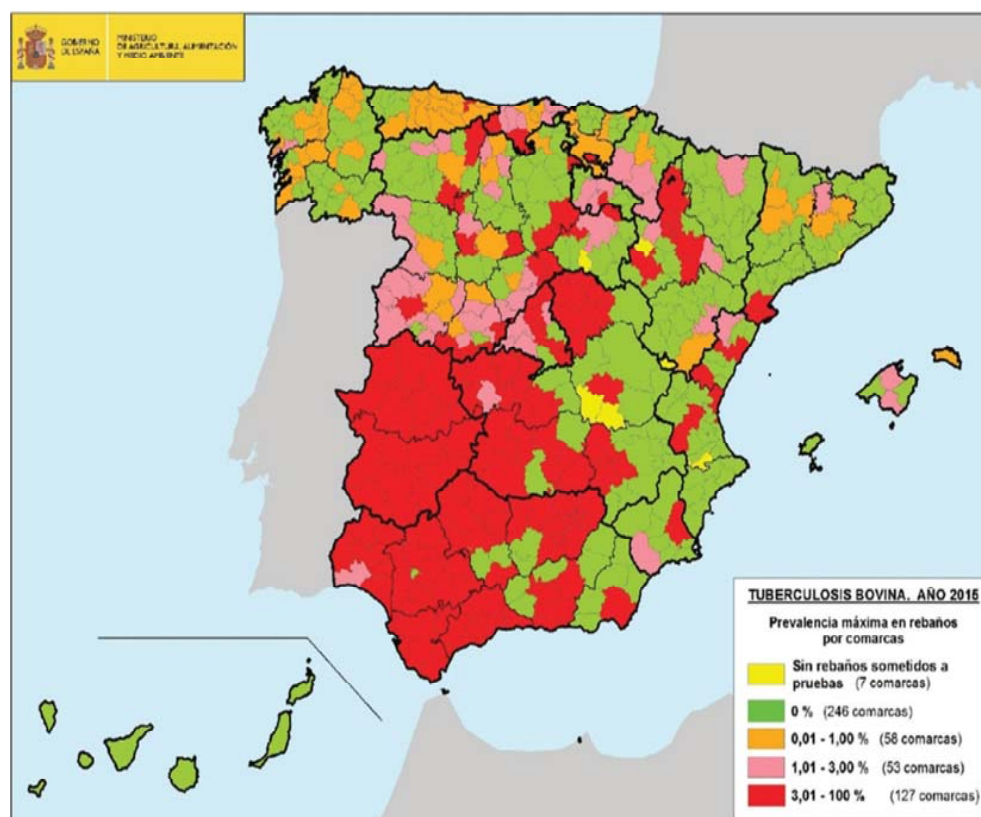 GOBIERNO
DE ESPAÑA
MINISTERIO
DE AGRICULTURA, ALIMENTACIÓN
Y MEDIO AMBIENTE
TUBERCULOSIS BOVINA. AÑO 2015
Prevalencia máxima en rebaños
por comarcas
Sin rebaños sometidos a
pruebas (7 comarcas)
0 % (246 comarcas)
0,01 - 1,00 % (58 comarcas)
1,01 - 3,00 % (53 comarcas)
3,01 - 100 % (127 comarcas)